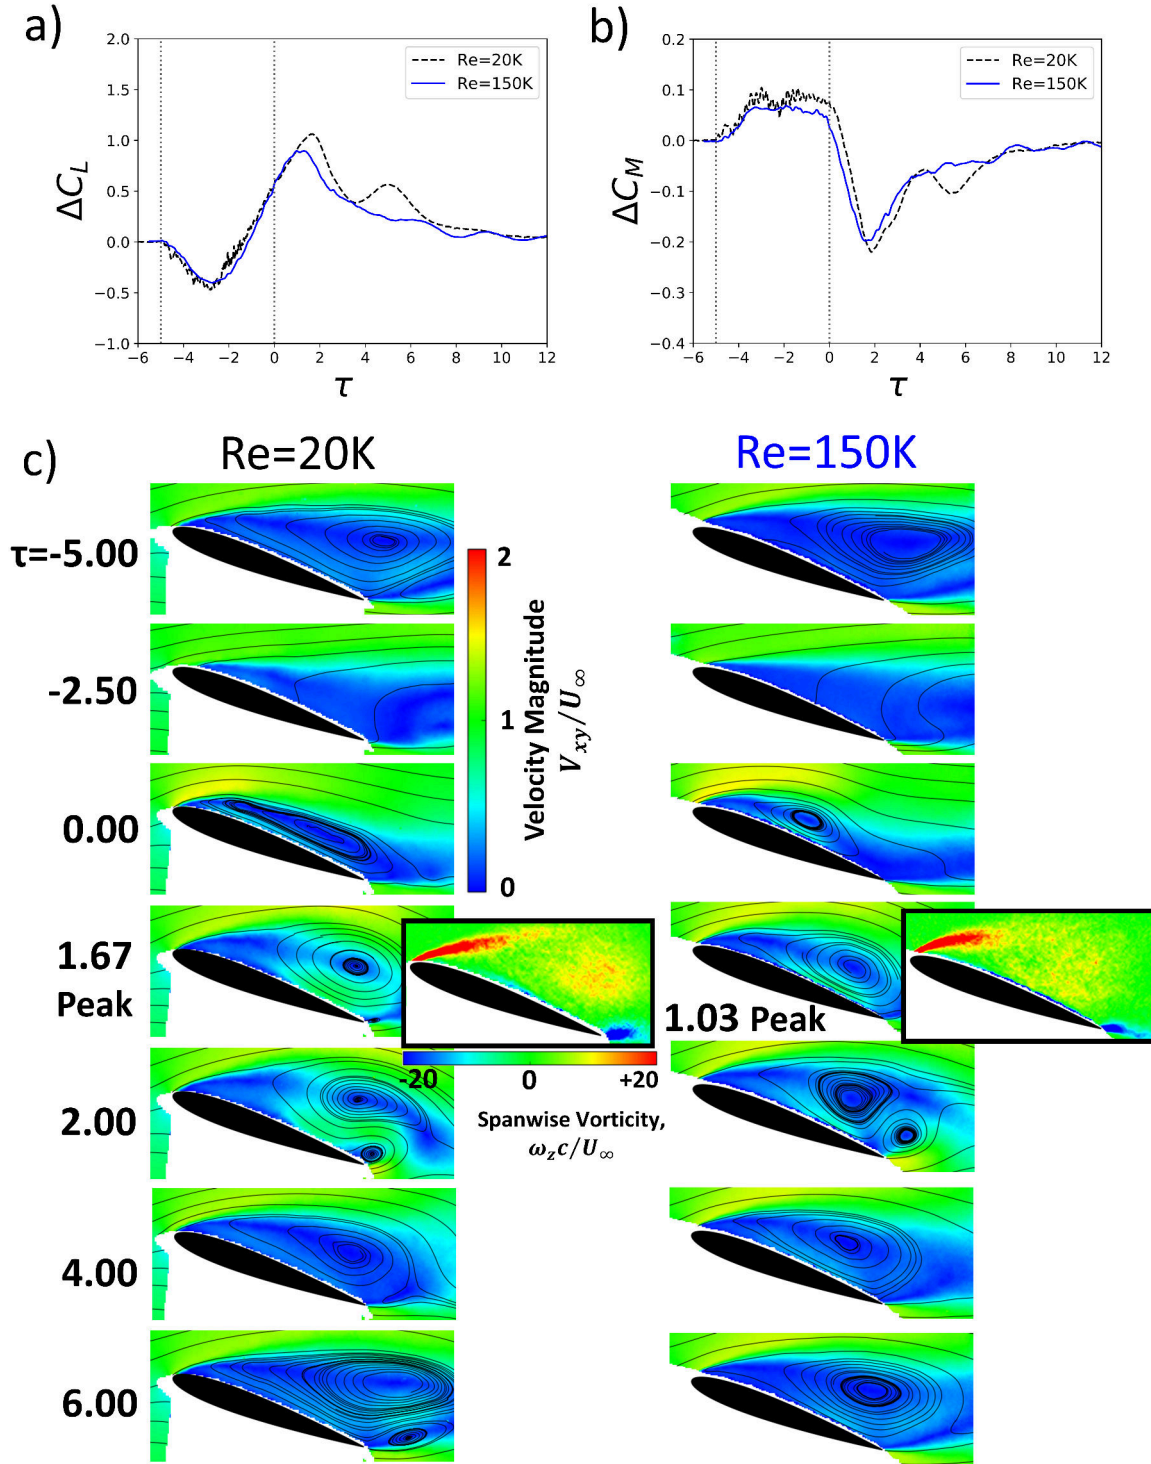 a)
2.0
1.5
1.0
0.5
0.0
−0.5
−1.0
ΔC_L
Re=20K
Re=150K
−6 −4 −2 0 2 4 6 8 10 12
τ
b)
0.2
0.1
0.0
−0.1
−0.2
−0.3
−0.4
ΔC_M
Re=20K
Re=150K
−6 −4 −2 0 2 4 6 8 10 12
τ
c)
Re=20K
Re=150K
τ=-5.00
-2.50
0.00
1.67
Peak
2.00
4.00
6.00
2
1
0
Velocity Magnitude
V_xy/U_∞
1.03 Peak
-20 0 +20
Spanwise Vorticity,
ω_z c/U_∞